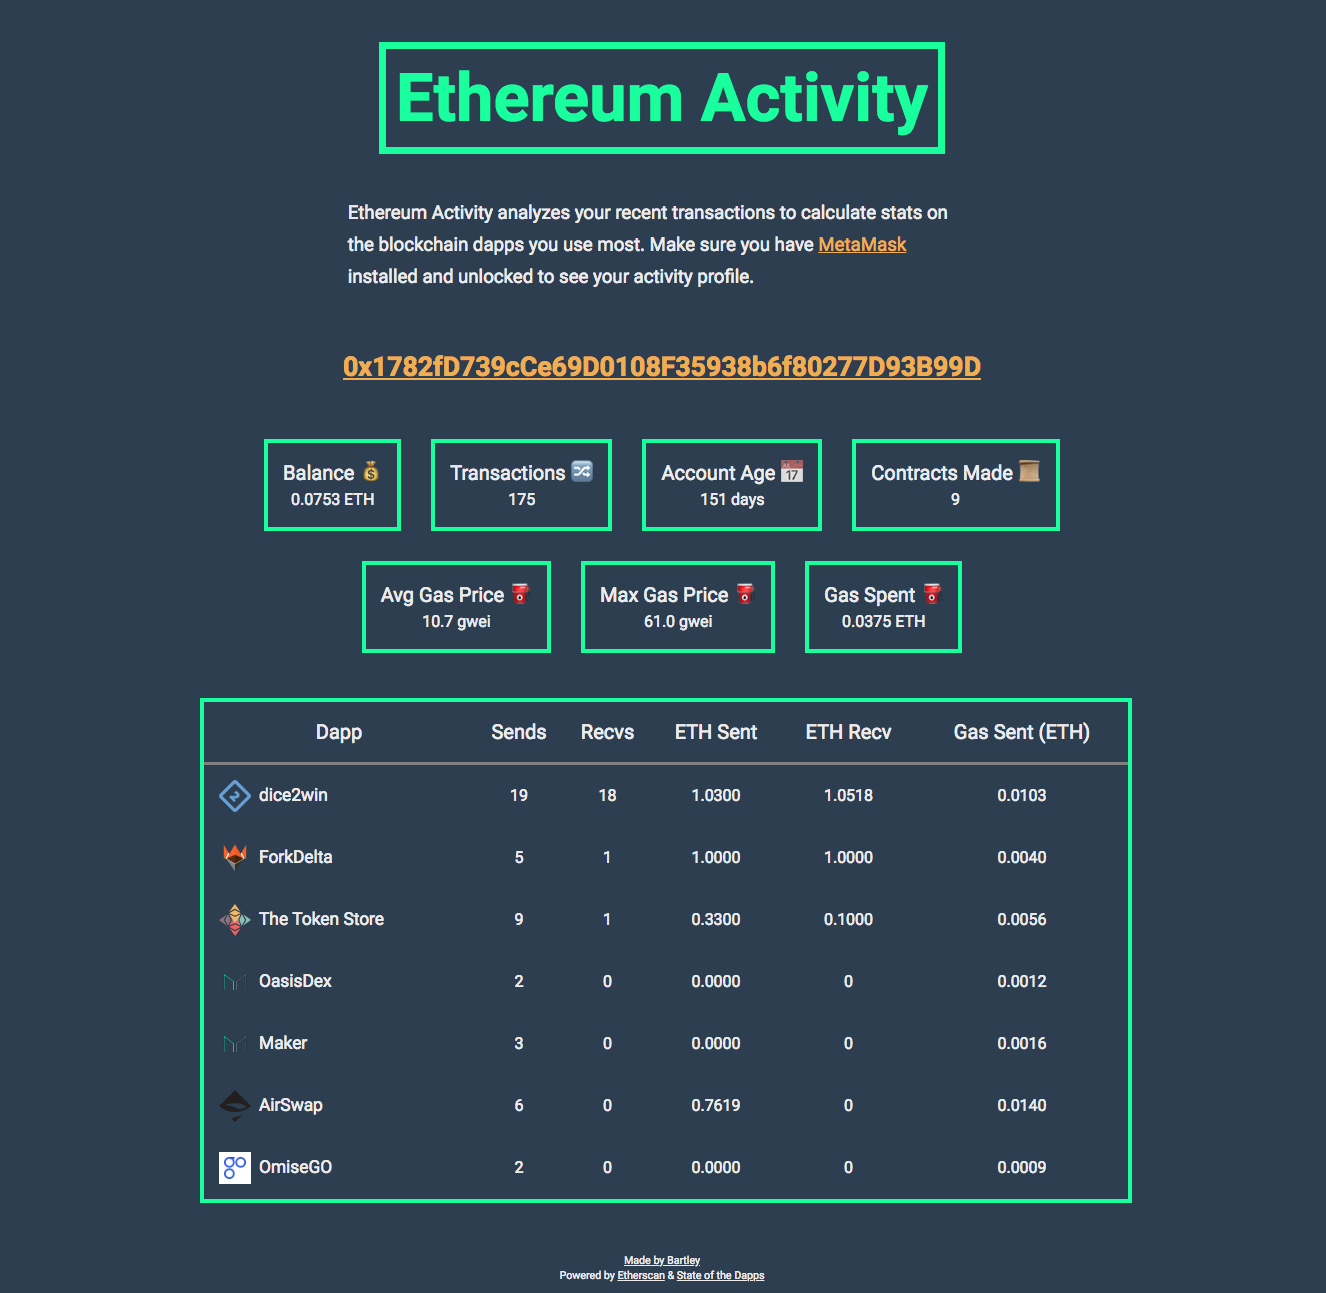 Ethereum Activity
Ethereum Activity analyzes your recent transactions to calculate stats on
the blockchain dapps you use most. Make sure you have MetaMask
installed and unlocked to see your activity profile.
0x1782fD739cCe69D0108F35938b6f80277D93B99D
Balance 💰 Transactions 🔀 Account Age 📅 Contracts Made 📜
0.0753 ETH 175 151 days 9
Avg Gas Price ⛽ Max Gas Price ⛽ Gas Spent ⛽
10.7 gwei 61.0 gwei 0.0375 ETH
Dapp Sends Recvs ETH Sent ETH Recv Gas Sent (ETH)
dice2win 19 18 1.0300 1.0518 0.0103
ForkDelta 5 1 1.0000 1.0000 0.0040
The Token Store 9 1 0.3300 0.1000 0.0056
OasisDex 2 0 0.0000 0 0.0012
Maker 3 0 0.0000 0 0.0016
AirSwap 6 0 0.7619 0 0.0140
OmiseGO 2 0 0.0000 0 0.0009
Made by Bartley
Powered by Etherscan & State of the Dapps